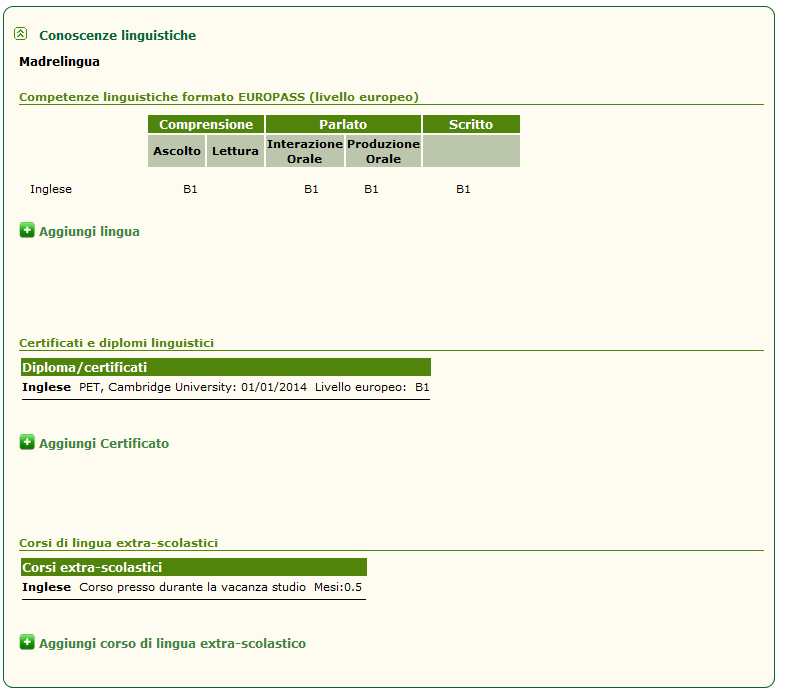 Conoscenze linguistiche
Madrelingua
Competenze linguistiche formato EUROPASS (livello europeo)
Comprensione Parlato Scritto
Ascolto Lettura Interazione Orale Produzione Orale
Inglese B1 B1 B1 B1
Aggiungi lingua
Certificati e diplomi linguistici
Diploma/certificati
Inglese PET, Cambridge University: 01/01/2014 Livello europeo: B1
Aggiungi Certificato
Corsi di lingua extra-scolastici
Corsi extra-scolastici
Inglese Corso presso durante la vacanza studio Mesi:0.5
Aggiungi corso di lingua extra-scolastico